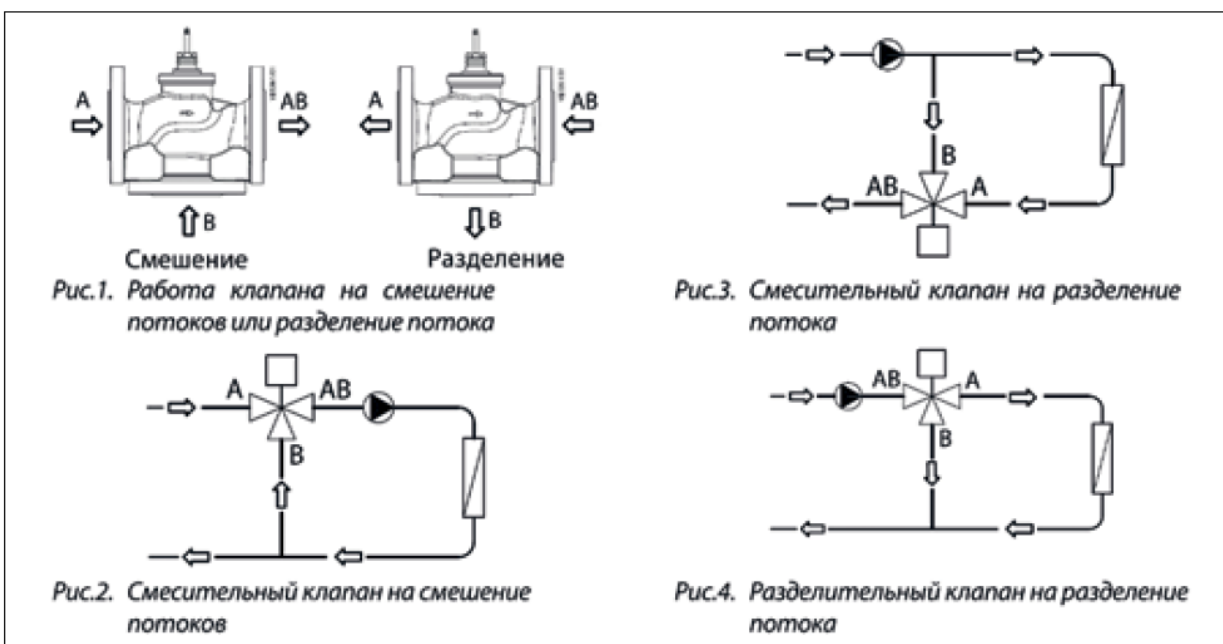 A
AB
A
AB
B
B
Смешение
Разделение
Рис.1. Работа клапана на смешение
потоков или разделение потока
B
AB
A
Рис.3. Смесительный клапан на разделение
потока
A
AB
B
Рис.2. Смесительный клапан на смешение
потоков
AB
A
B
Рис.4. Разделительный клапан на разделение
потока